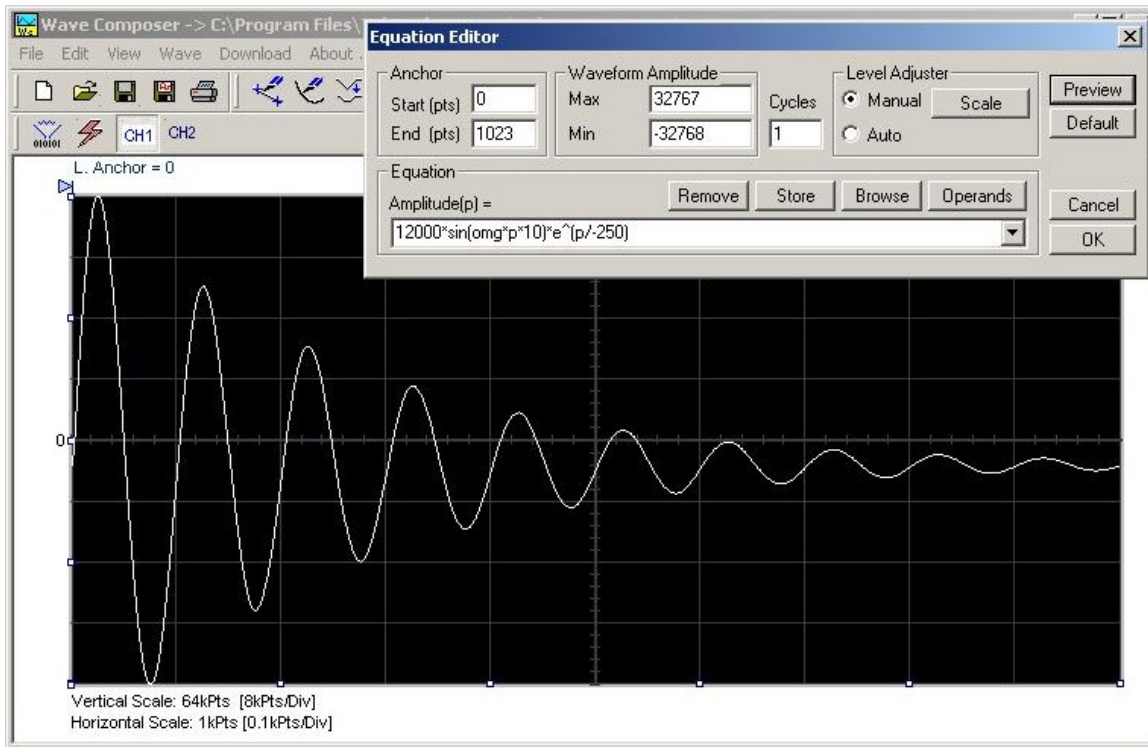 Wave Composer -> C:\Program Files\
File Edit View Wave Download About
CH1 CH2
L. Anchor = 0
Equation Editor
Anchor
Start (pts) 0
End (pts) 1023
Waveform Amplitude
Max 32767
Min -32768
Cycles
1
Level Adjuster
Manual
Auto
Scale
Preview
Default
Equation
Amplitude(p) =
Remove Store Browse Operands
12000*sin(omg*p*10)*e^(p/-250)
Cancel
OK
0
Vertical Scale: 64kPts [8kPts/Div]
Horizontal Scale: 1kPts [0.1kPts/Div]